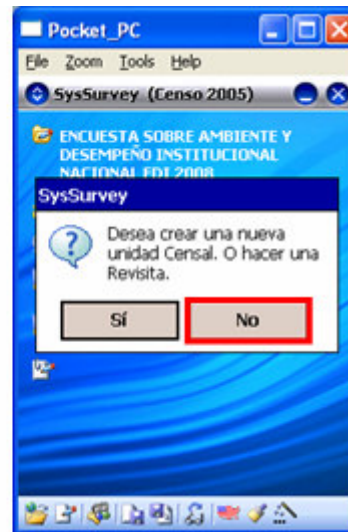 Pocket_PC
File Zoom Tools Help
SysSurvey (Censo 2005)
ENCUESTA SOBRE AMBIENTE Y
DESEMPEÑO INSTITUCIONAL
NACIONAL EDI 2008
SysSurvey
Desea crear una nueva
unidad Censal. O hacer una
Revisita.
Sí No